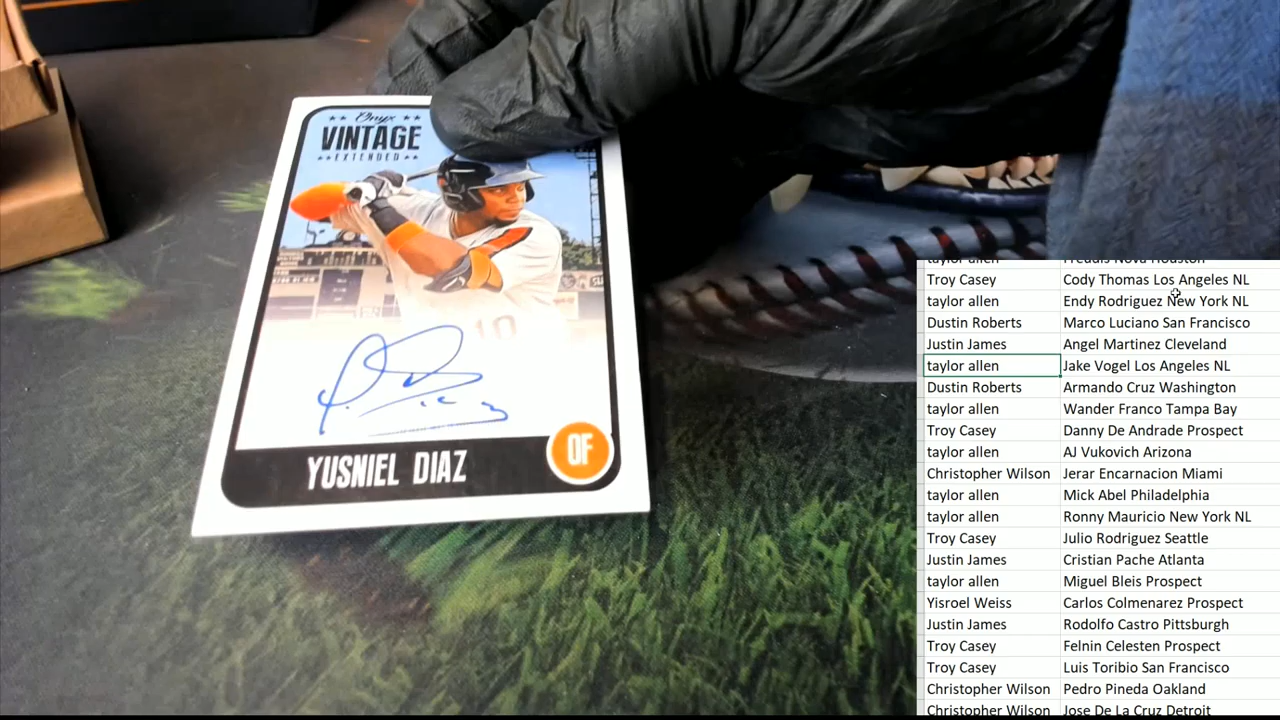 Onyx
VINTAGE
EXTENDED
10
YUSNIEL DIAZ
OF
taylor allen Freudis Nova Houston
Troy Casey Cody Thomas Los Angeles NL
taylor allen Endy Rodriguez New York NL
Dustin Roberts Marco Luciano San Francisco
Justin James Angel Martinez Cleveland
taylor allen Jake Vogel Los Angeles NL
Dustin Roberts Armando Cruz Washington
taylor allen Wander Franco Tampa Bay
Troy Casey Danny De Andrade Prospect
taylor allen AJ Vukovich Arizona
Christopher Wilson Jerar Encarnacion Miami
taylor allen Mick Abel Philadelphia
taylor allen Ronny Mauricio New York NL
Troy Casey Julio Rodriguez Seattle
Justin James Cristian Pache Atlanta
taylor allen Miguel Bleis Prospect
Yisroel Weiss Carlos Colmenarez Prospect
Justin James Rodolfo Castro Pittsburgh
Troy Casey Felnin Celesten Prospect
Troy Casey Luis Toribio San Francisco
Christopher Wilson Pedro Pineda Oakland
Christopher Wilson Jose De La Cruz Detroit